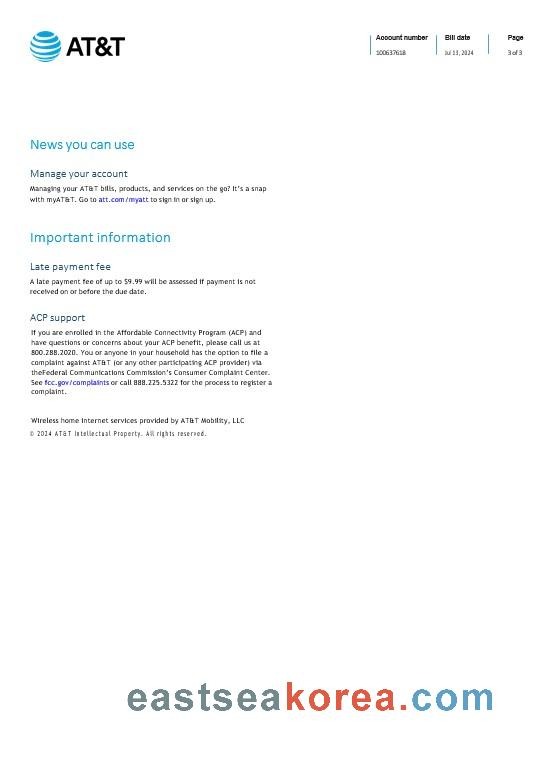 AT&T
Account number Bill date Page
100637618 Jul 13, 2024 3 of 3
News you can use
Manage your account
Managing your AT&T bills, products, and services on the go? It's a snap
with myAT&T. Go to att.com/myatt to sign in or sign up.
Important information
Late payment fee
A late payment fee of up to $9.99 will be assessed if payment is not
received on or before the due date.
ACP support
If you are enrolled in the Affordable Connectivity Program (ACP) and
have questions or concerns about your ACP benefit, please call us at
800.288.2020. You or anyone in your household has the option to file a
complaint against AT&T (or any other participating ACP provider) via
theFederal Communications Commission's Consumer Complaint Center.
See fcc.gov/complaints or call 888.225.5322 for the process to register a
complaint.
Wireless home internet services provided by AT&T Mobility, LLC
© 2024 AT&T Intellectual Property. All rights reserved.
eastseakorea.com